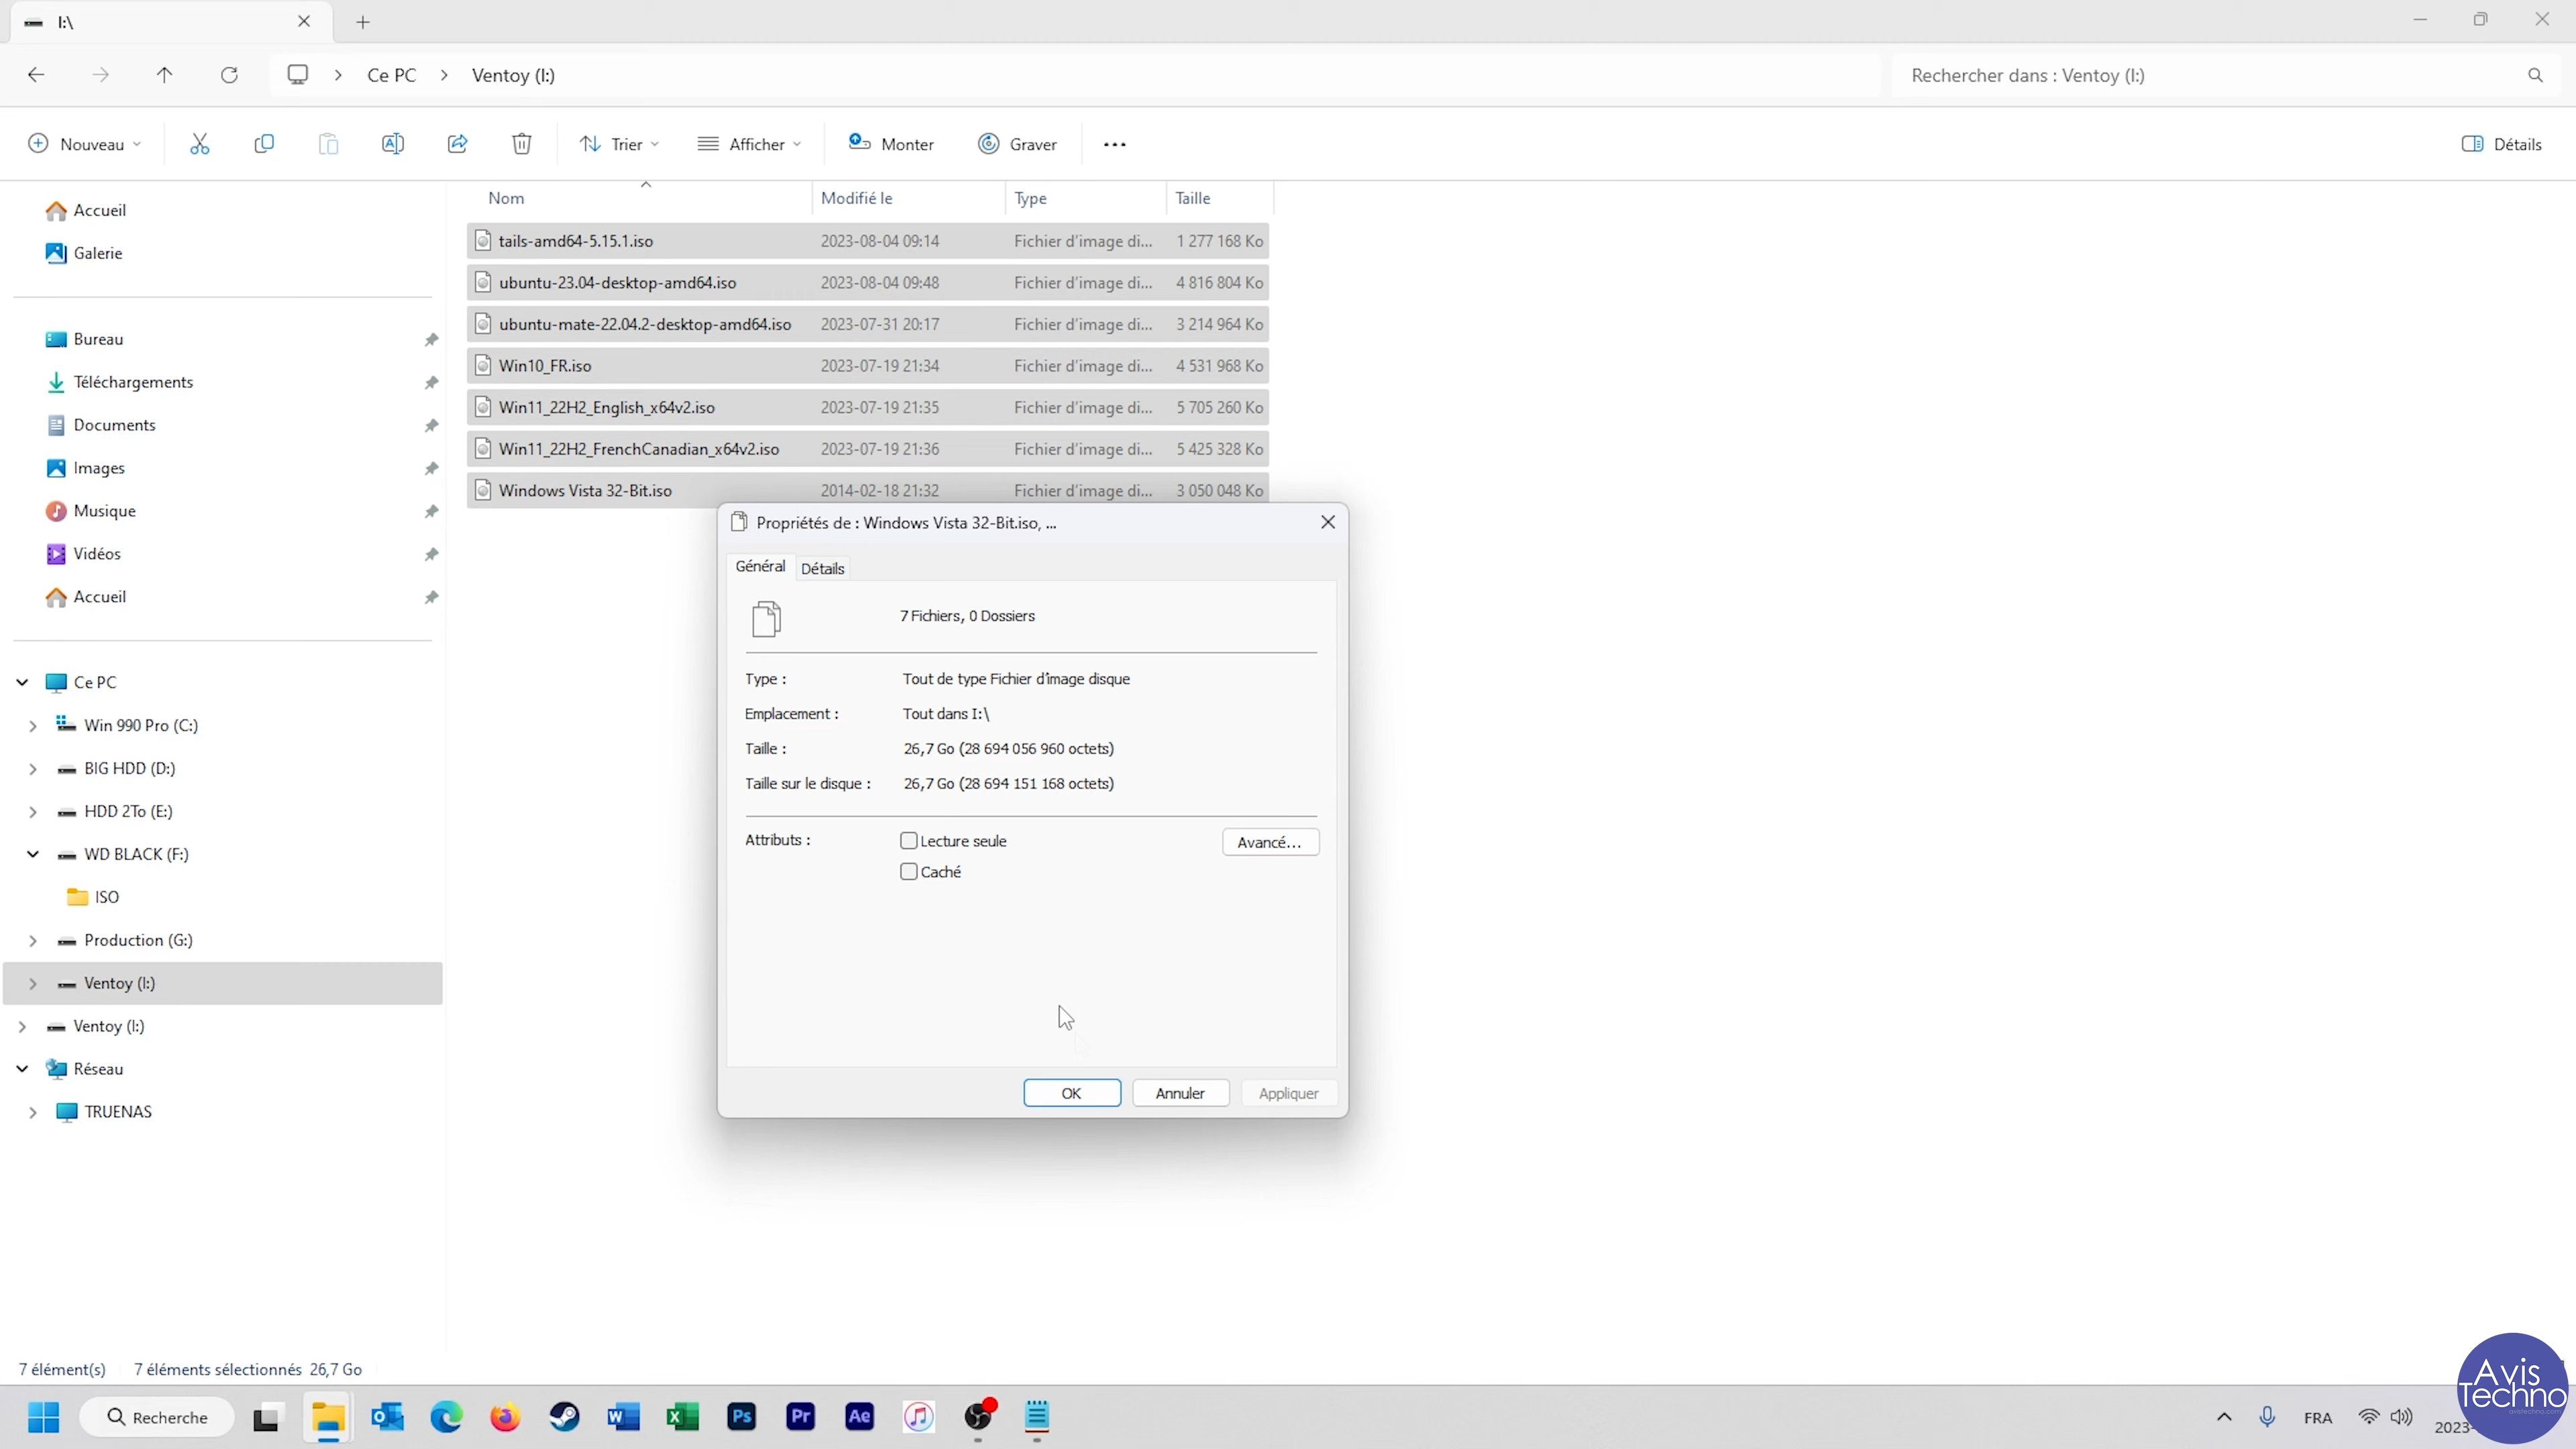 I:\
Ce PC
Ventoy (I:)
Rechercher dans : Ventoy (I:)
Nouveau
Trier
Afficher
Monter
Graver
Détails
Accueil
Galerie
Bureau
Téléchargements
Documents
Images
Musique
Vidéos
Accueil
Ce PC
Win 990 Pro (C:)
BIG HDD (D:)
HDD 2To (E:)
WD BLACK (F:)
ISO
Production (G:)
Ventoy (I:)
Ventoy (I:)
Réseau
TRUENAS
Nom Modifié le Type Taille
tails-amd64-5.15.1.iso 2023-08-04 09:14 Fichier d'image di... 1 277 168 Ko
ubuntu-23.04-desktop-amd64.iso 2023-08-04 09:48 Fichier d'image di... 4 816 804 Ko
ubuntu-mate-22.04.2-desktop-amd64.iso 2023-07-31 20:17 Fichier d'image di... 3 214 964 Ko
Win10_FR.iso 2023-07-19 21:34 Fichier d'image di... 4 531 968 Ko
Win11_22H2_English_x64v2.iso 2023-07-19 21:35 Fichier d'image di... 5 705 260 Ko
Win11_22H2_FrenchCanadian_x64v2.iso 2023-07-19 21:36 Fichier d'image di... 5 425 328 Ko
Windows Vista 32-Bit.iso 2014-02-18 21:32 Fichier d'image di... 3 050 048 Ko
Propriétés de : Windows Vista 32-Bit.iso, ...
Général Détails
7 Fichiers, 0 Dossiers
Type : Tout de type Fichier d'image disque
Emplacement : Tout dans I:\
Taille : 26,7 Go (28 694 056 960 octets)
Taille sur le disque : 26,7 Go (28 694 151 168 octets)
Attributs : Lecture seule Avancé...
Caché
OK Annuler Appliquer
7 élément(s) 7 éléments sélectionnés 26,7 Go
Recherche
Ps
Pr
Ae
FRA
2023-
Avis
Techno